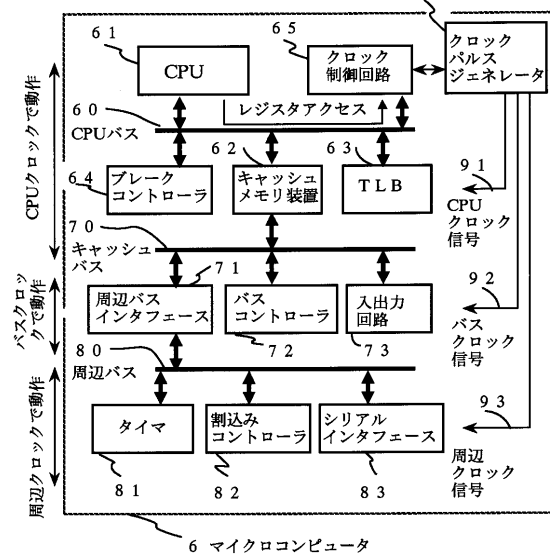 61
CPU
65
クロック
制御回路
クロック
パルス
ジェネレータ
レジスタアクセス
60
CPUバス
64
ブレーク
コントローラ
62
キャッシュ
メモリ装置
63
TLB
91
CPU
クロック
信号
CPUクロックで動作
70
キャッシュ
バス
71
周辺バス
インタフェース
バス
コントローラ
72
入出力
回路
73
92
バス
クロック
信号
バスクロッ
クで動作
80
周辺バス
タイマ
81
割込み
コントローラ
82
シリアル
インタフェース
83
93
周辺
クロック
信号
周辺クロックで動作
6 マイクロコンピュータ